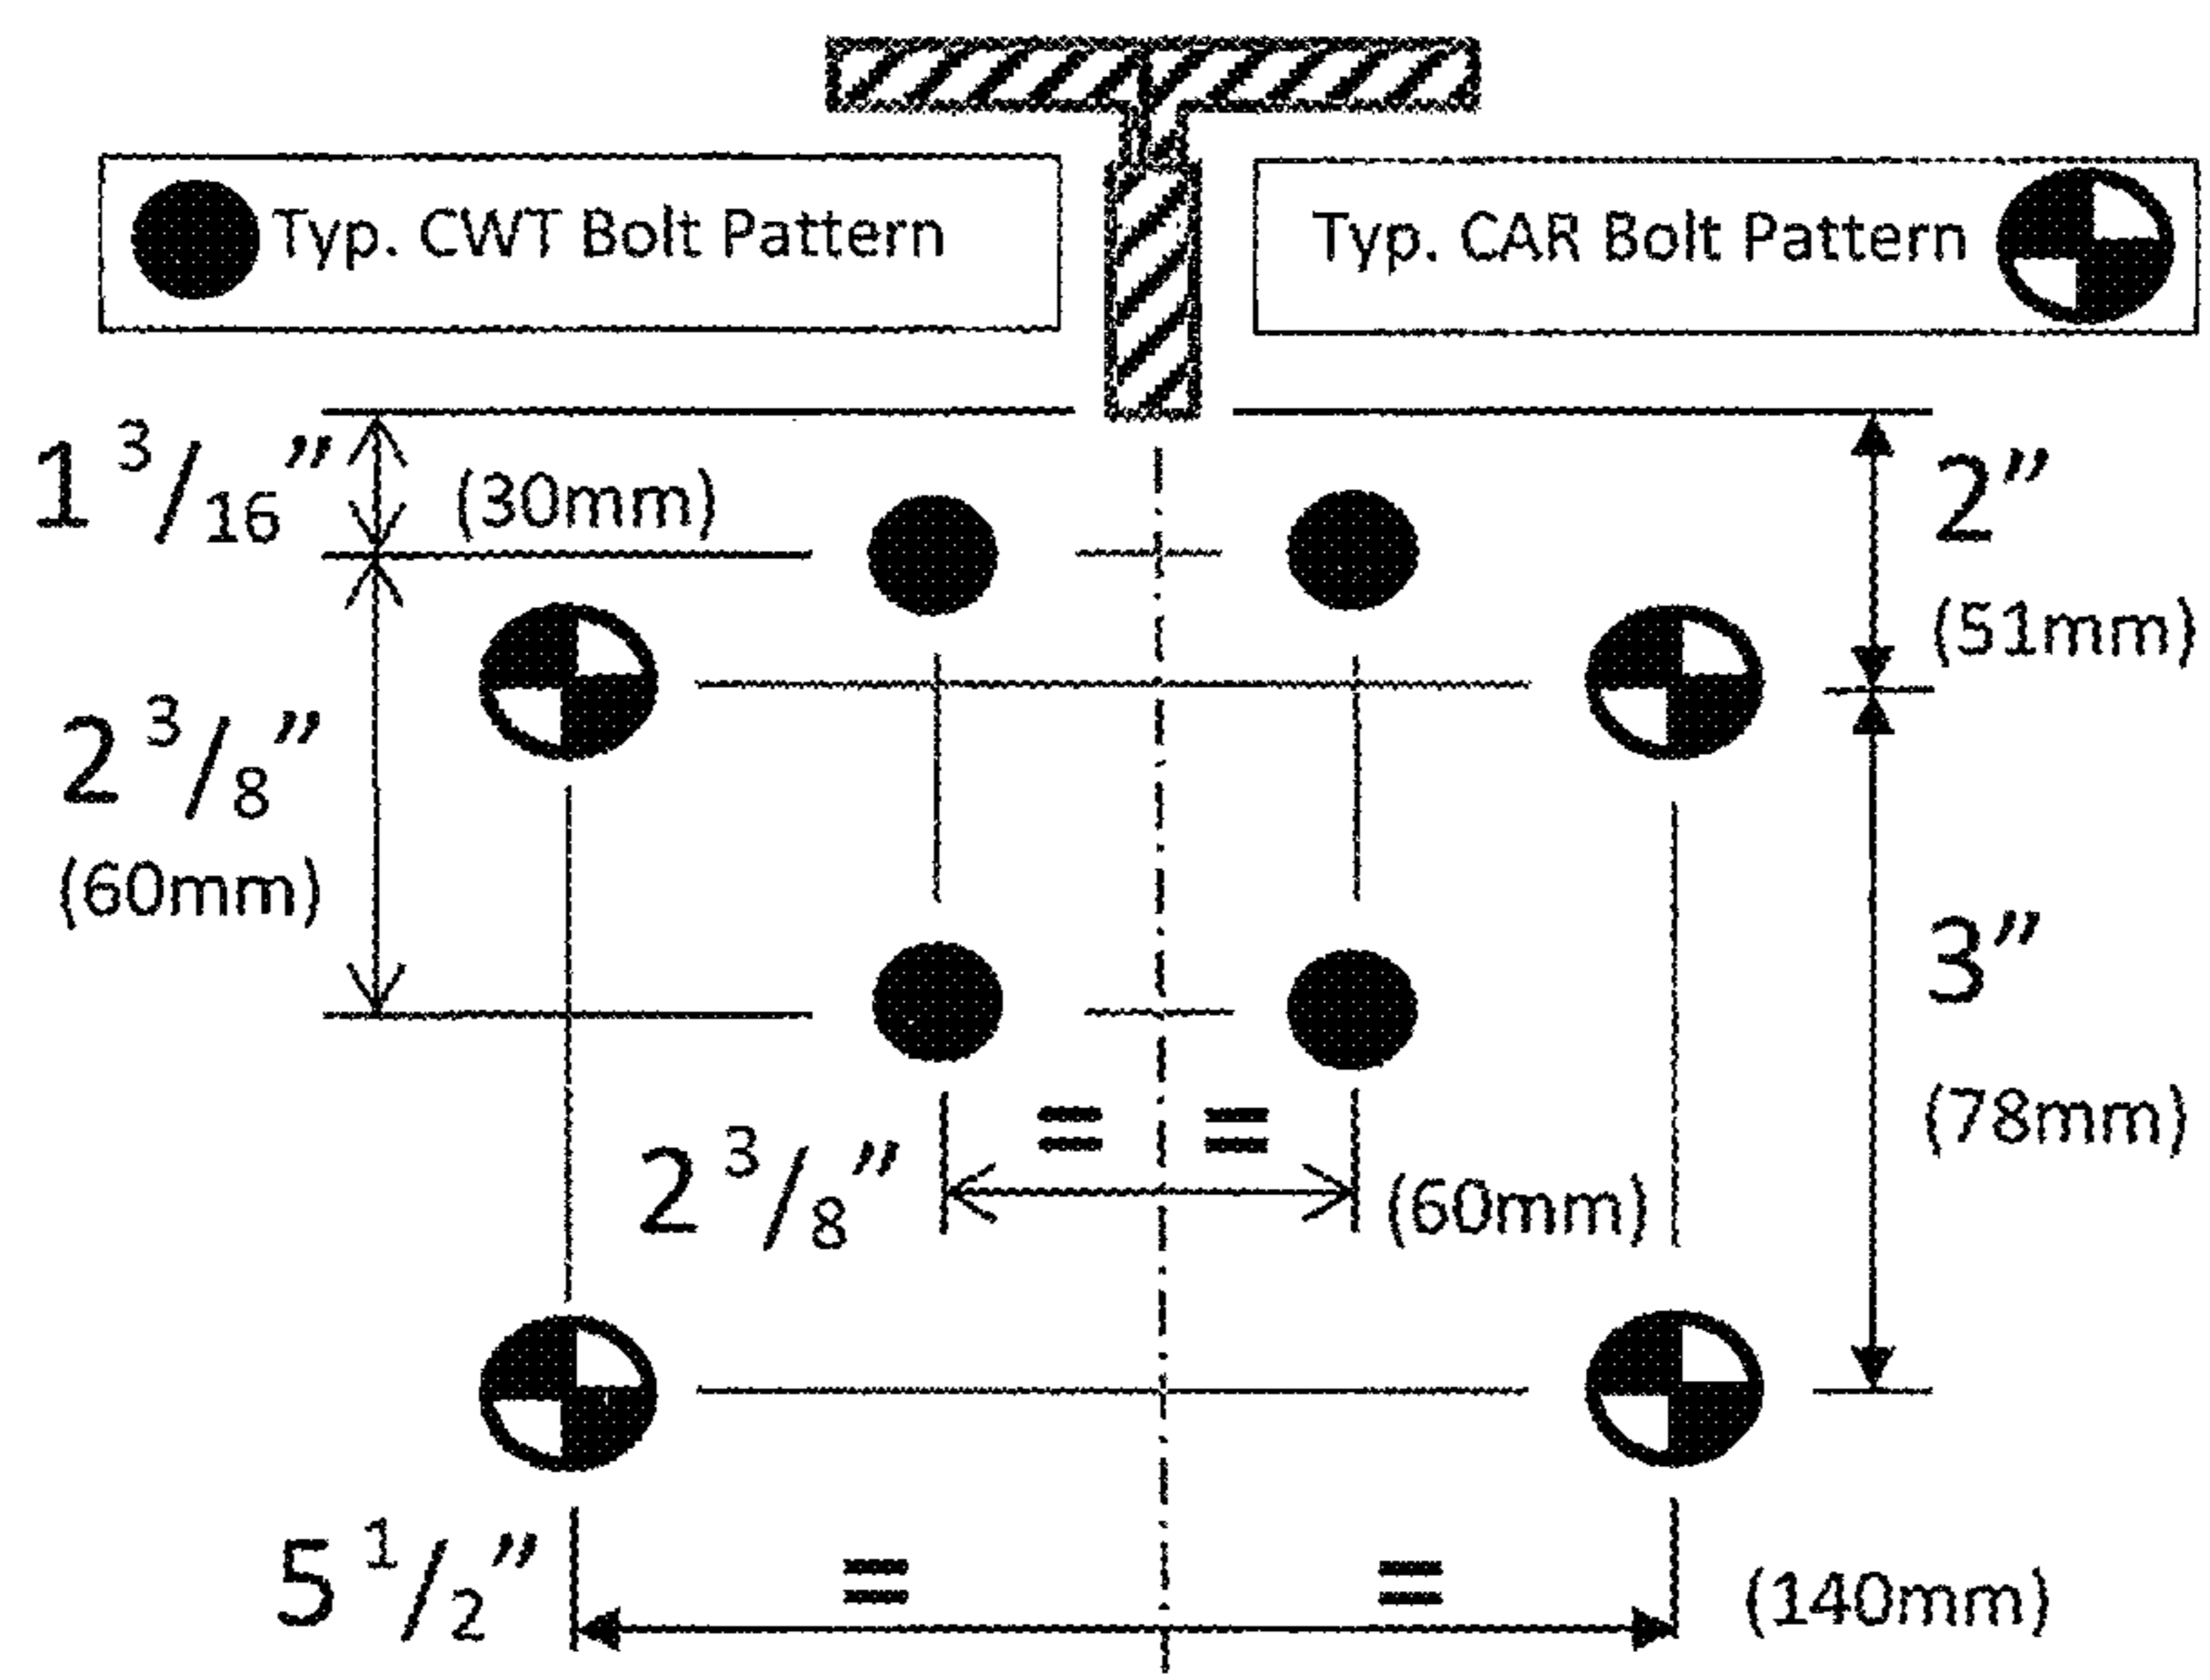 Typ. CWT Bolt Pattern
Typ. CAR Bolt Pattern
1 3/16”
(30mm)
2”
(51mm)
2 3/8”
(60mm)
3”
(78mm)
= =
2 3/8”
(60mm)
5 1/2”
= =
(140mm)